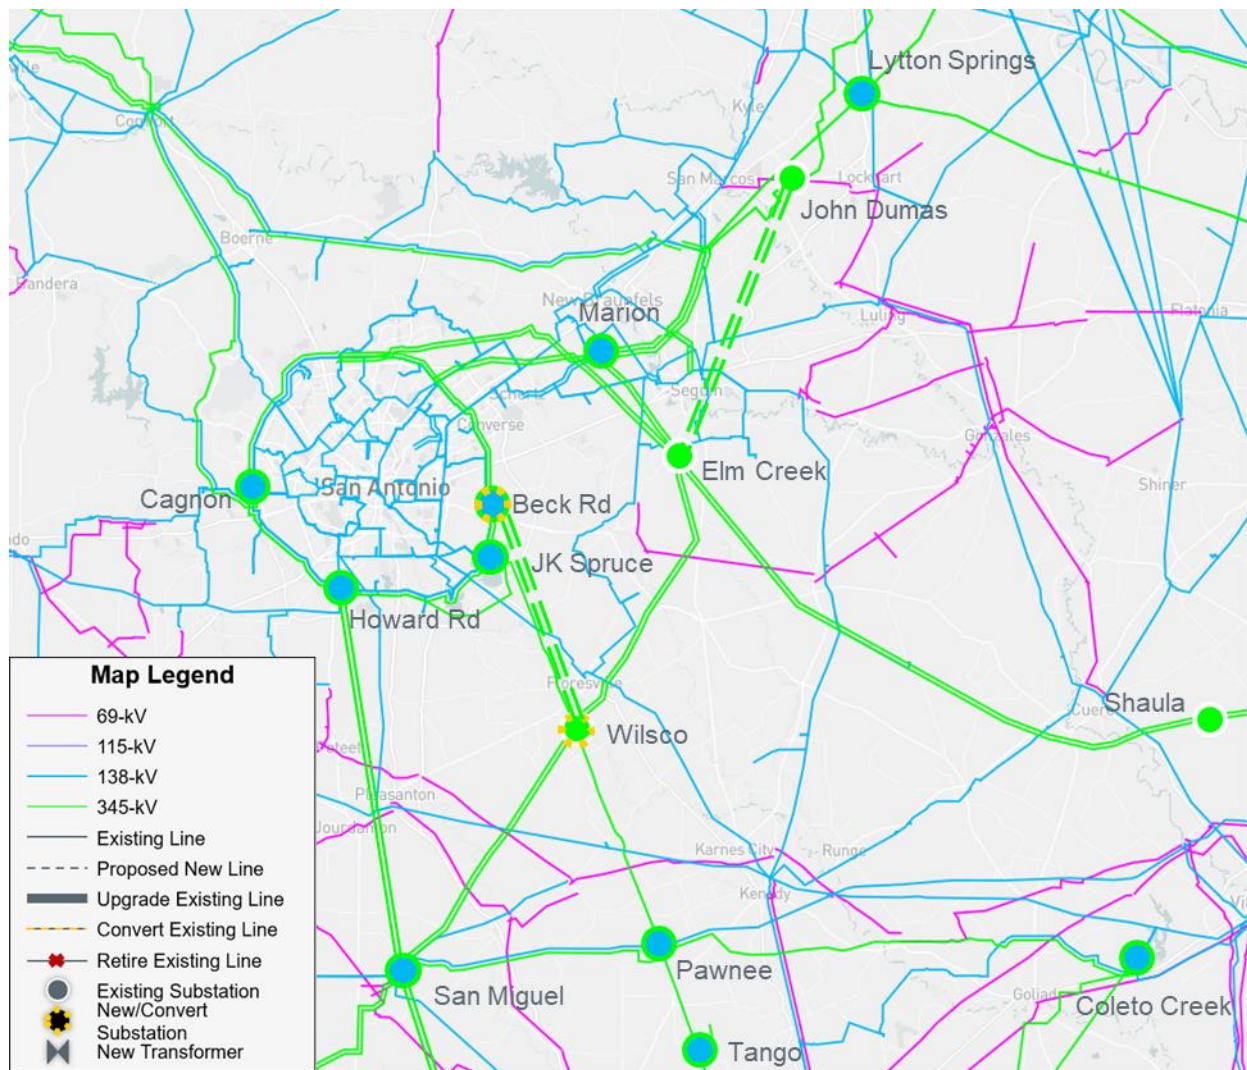 Lytton Springs
Kyle
Comfort
San Marcos
Lockhart
John Dumas
Boerne
Bandera
New Braunfels
Marion
Luling
Flatonia
Schertz
Seguin
Converse
Gonzales
Elm Creek
Shiner
Cagnon
San Antonio
Beck Rd
JK Spruce
Howard Rd
Floresville
Shaula
Cuero
Wilsco
Map Legend
69-kV
115-kV
138-kV
345-kV
Existing Line
Proposed New Line
Upgrade Existing Line
Convert Existing Line
Retire Existing Line
Existing Substation
New/Convert
Substation
New Transformer
Poteet
Pleasanton
Jourdanton
Karnes City
Runge
Kenedy
Pawnee
San Miguel
Goliad
Coleto Creek
Tango